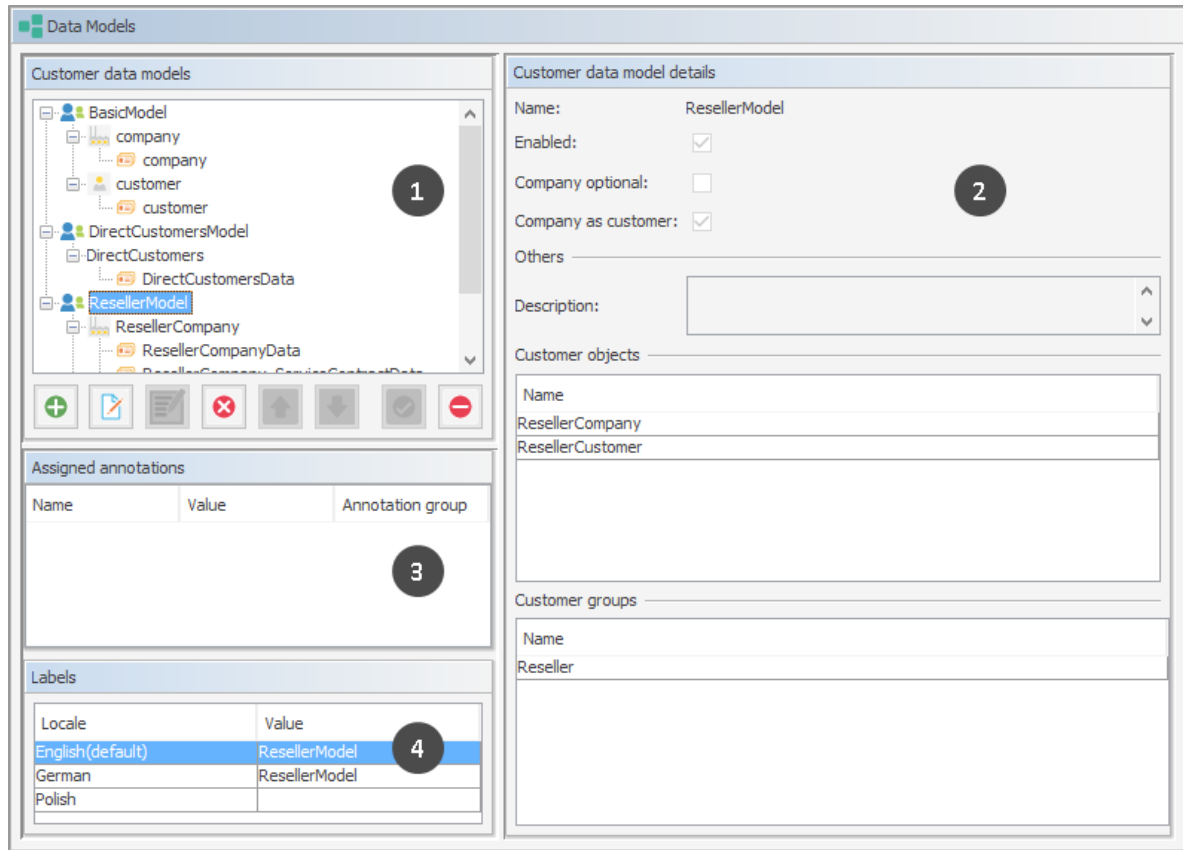 Data Models
Customer data models
BasicModel
company
company
customer
customer
DirectCustomersModel
DirectCustomers
DirectCustomersData
ResellerModel
ResellerCompany
ResellerCompanyData
ResellerCompany_ServiceContractData
1
Assigned annotations
Name Value Annotation group
3
Labels
Locale Value
English(default) ResellerModel
German ResellerModel
Polish
4
Customer data model details
Name: ResellerModel
Enabled:
Company optional:
Company as customer:
2
Others
Description:
Customer objects
Name
ResellerCompany
ResellerCustomer
Customer groups
Name
Reseller